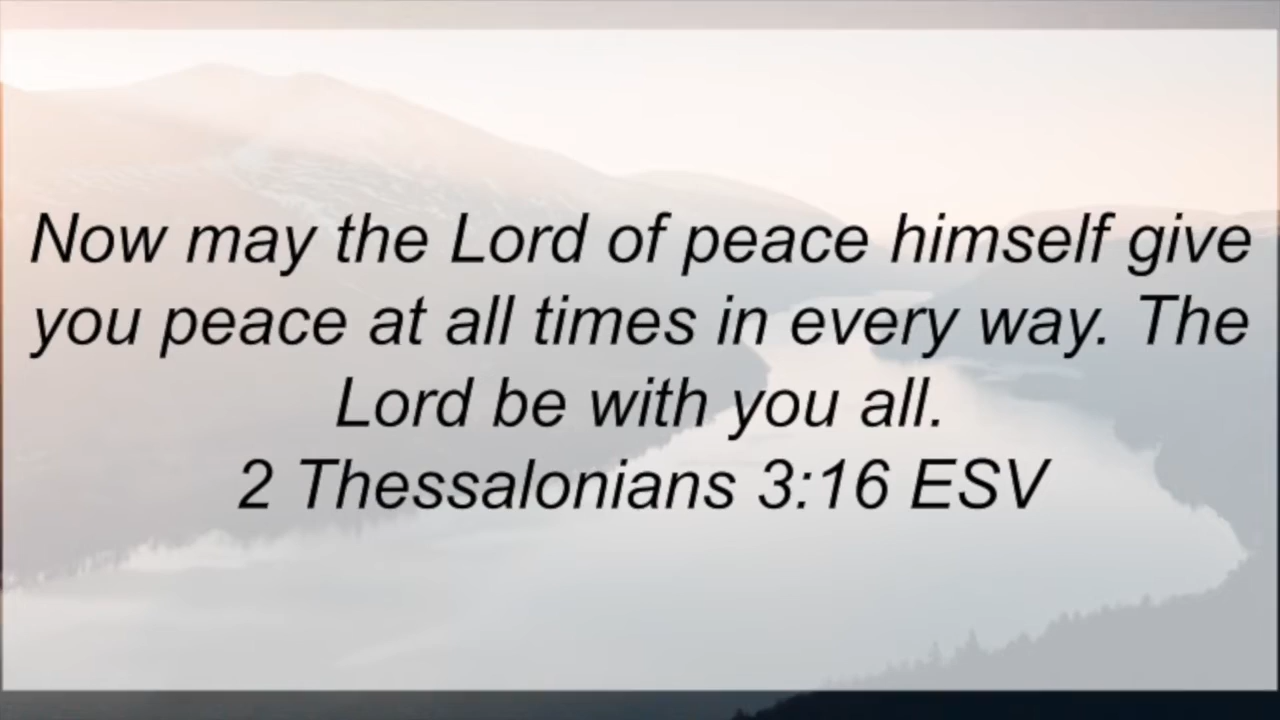 Now may the Lord of peace himself give
you peace at all times in every way. The
Lord be with you all.
2 Thessalonians 3:16 ESV